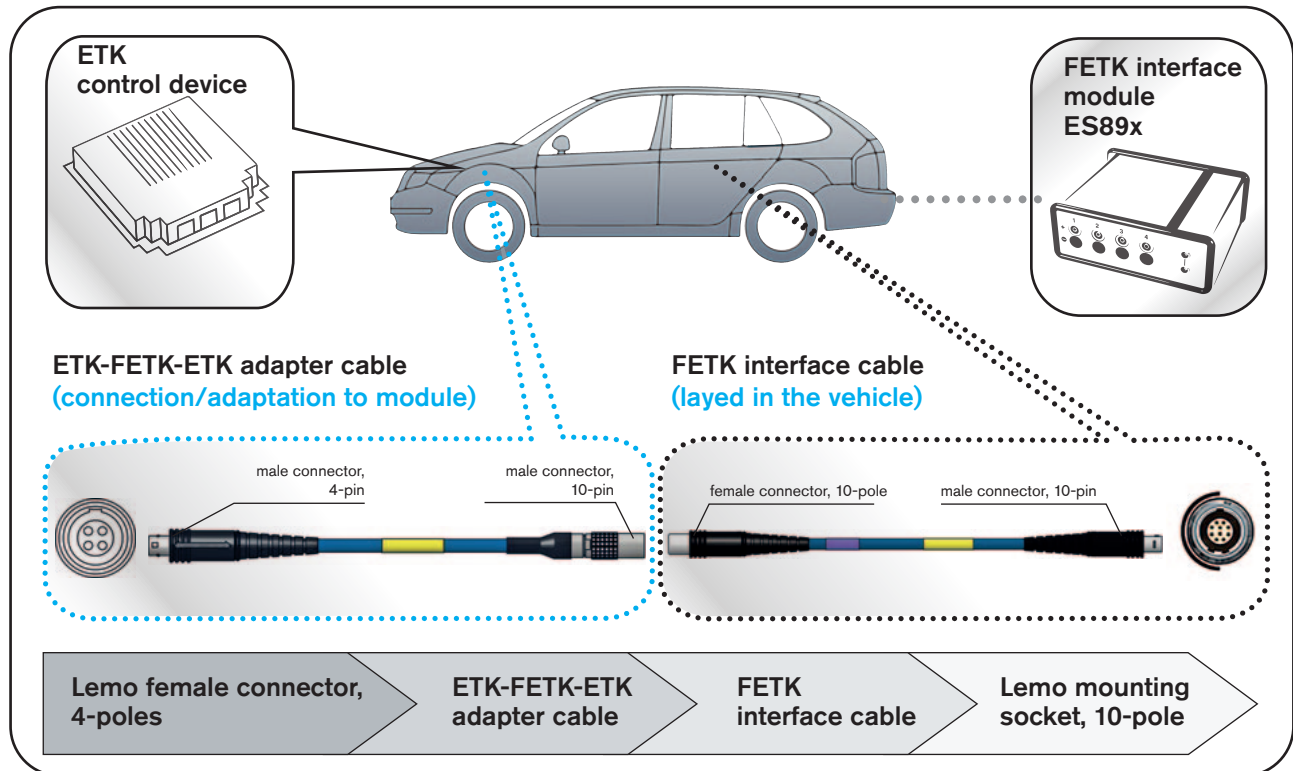 ETK
control device
FETK interface
module
ES89x
1 2 3 4
ETK-FETK-ETK adapter cable
(connection/adaptation to module)
FETK interface cable
(layed in the vehicle)
male connector,
4-pin
male connector,
10-pin
female connector, 10-pole
male connector, 10-pin
Lemo female connector,
4-poles
ETK-FETK-ETK
adapter cable
FETK
interface cable
Lemo mounting
socket, 10-pole